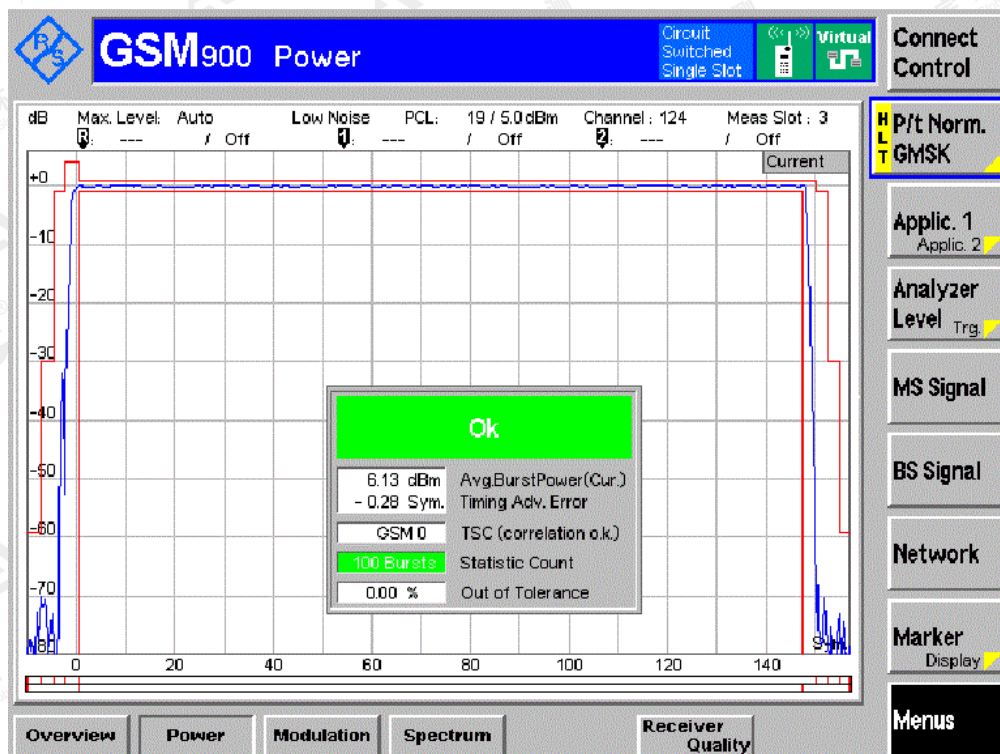 R S
GSM900 Power
Circuit Switched Single Slot
Virtual
Connect Control
dB Max. Level: Auto Low Noise PCL: 19 / 5.0 dBm Channel : 124 Meas Slot : 3
R: --- / Off 1: --- / Off 2: --- / Off
Current
HLT P/t Norm. GMSK
+0
-10
-20
-30
-40
-50
-60
-70
Applic. 1
Applic. 2
Analyzer Level Trg.
MS Signal
BS Signal
Network
Marker
Display
Menus
Ok
6.13 dBm Avg.BurstPower(Cur.)
- 0.28 Sym. Timing Adv. Error
GSM 0 TSC (correlation o.k.)
100 Bursts Statistic Count
0.00 % Out of Tolerance
0 20 40 60 80 100 120 140
Overview Power Modulation Spectrum Receiver Quality